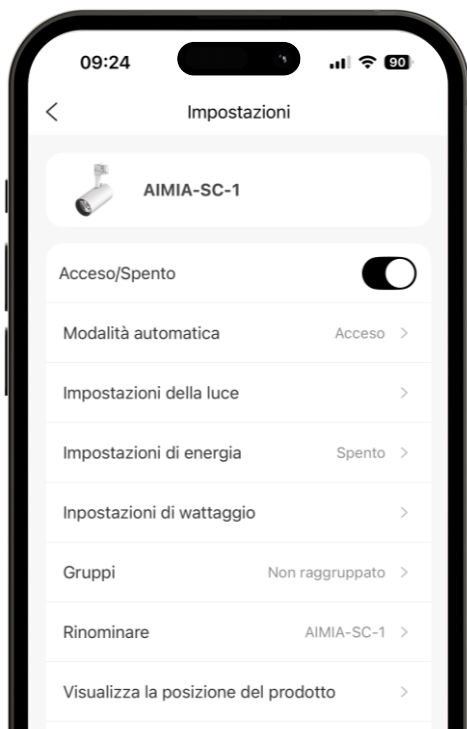 09:24
90
Impostazioni
AIMIA-SC-1
Acceso/Spento
Modalità automatica Acceso
Impostazioni della luce
Impostazioni di energia Spento
Inpostazioni di wattaggio
Gruppi Non raggruppato
Rinominare AIMIA-SC-1
Visualizza la posizione del prodotto